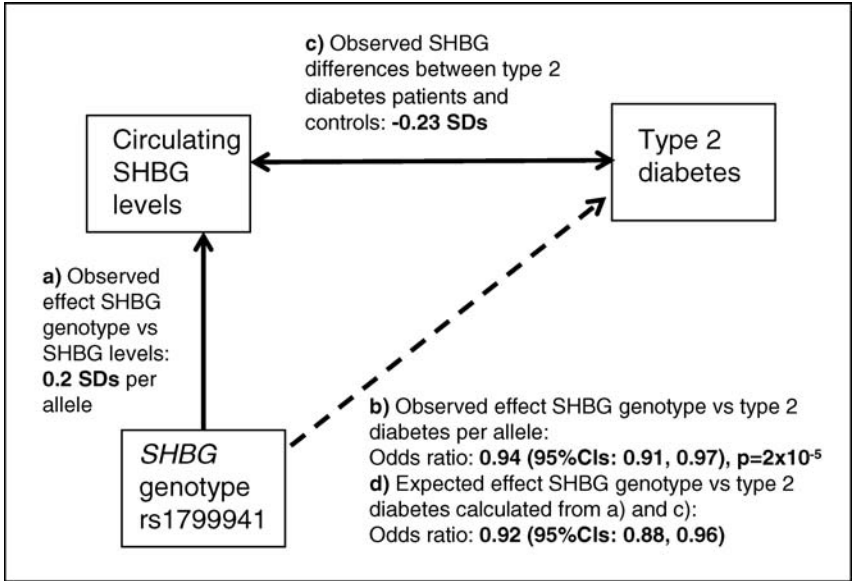 c) Observed SHBG
differences between type 2
diabetes patients and
controls: -0.23 SDs
Circulating
SHBG
levels
Type 2
diabetes
a) Observed
effect SHBG
genotype vs
SHBG levels:
0.2 SDs per
allele
SHBG
genotype
rs1799941
b) Observed effect SHBG genotype vs type 2
diabetes per allele:
Odds ratio: 0.94 (95%CIs: 0.91, 0.97), p=2x10⁻⁵
d) Expected effect SHBG genotype vs type 2
diabetes calculated from a) and c):
Odds ratio: 0.92 (95%CIs: 0.88, 0.96)